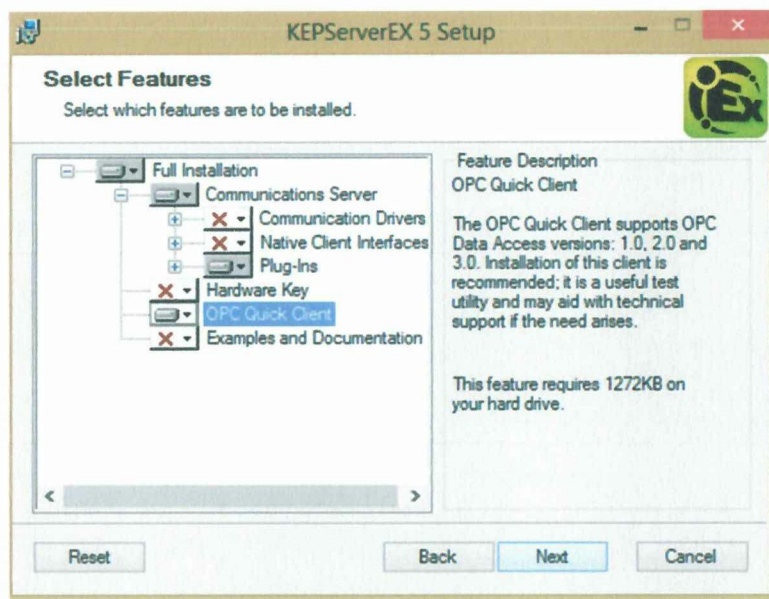 KEPServerEX 5 Setup
Select Features
Select which features are to be installed.
Ex
Full Installation
Communications Server
Communication Drivers
Native Client Interfaces
Plug-Ins
Hardware Key
OPC Quick Client
Examples and Documentation
Feature Description
OPC Quick Client
The OPC Quick Client supports OPC
Data Access versions: 1.0, 2.0 and
3.0. Installation of this client is
recommended; it is a useful test
utility and may aid with technical
support if the need arises.
This feature requires 1272KB on
your hard drive.
Reset
Back
Next
Cancel